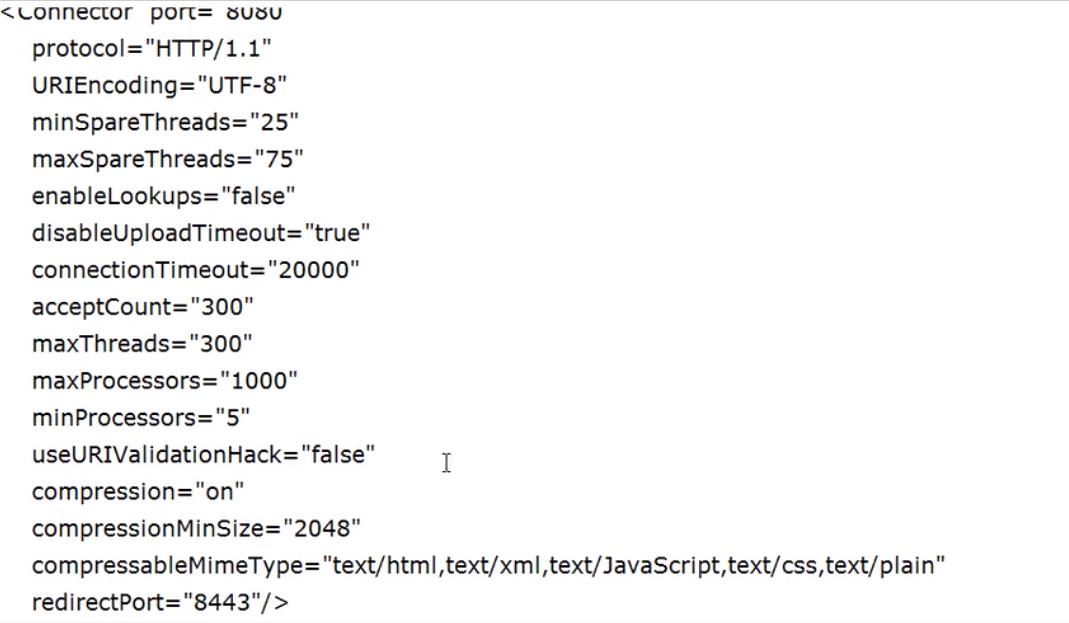 <Connector port="8080"
protocol="HTTP/1.1"
URIEncoding="UTF-8"
minSpareThreads="25"
maxSpareThreads="75"
enableLookups="false"
disableUploadTimeout="true"
connectionTimeout="20000"
acceptCount="300"
maxThreads="300"
maxProcessors="1000"
minProcessors="5"
useURIValidationHack="false"
compression="on"
compressionMinSize="2048"
compressableMimeType="text/html,text/xml,text/JavaScript,text/css,text/plain"
redirectPort="8443"/>